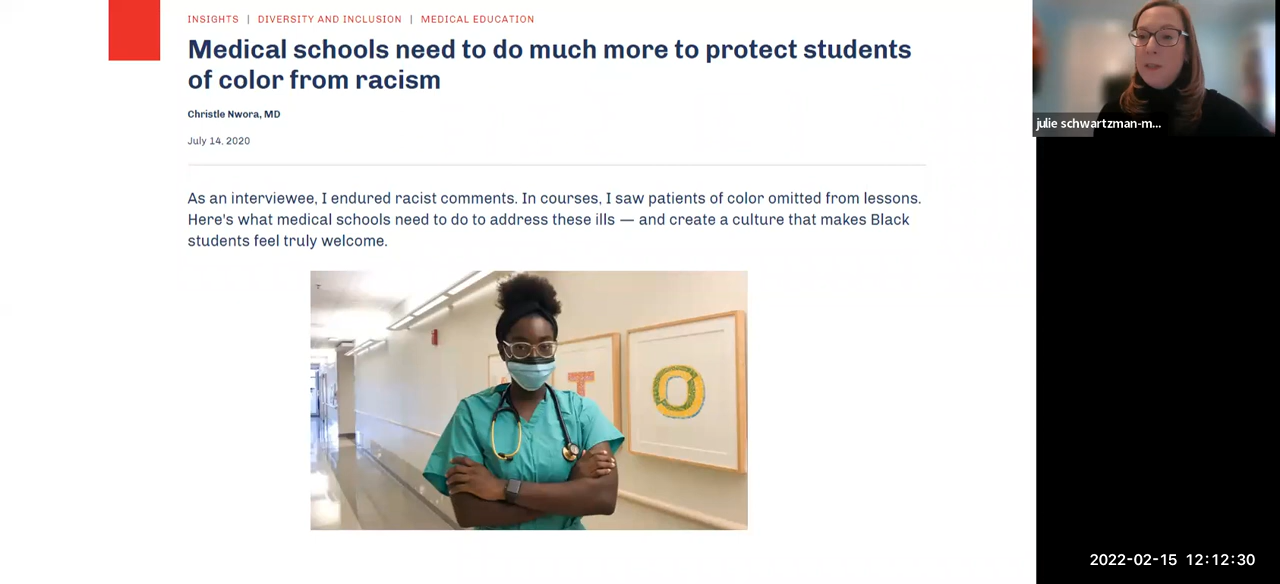 INSIGHTS | DIVERSITY AND INCLUSION | MEDICAL EDUCATION
Medical schools need to do much more to protect students
of color from racism
Christle Nwora, MD
July 14, 2020
As an interviewee, I endured racist comments. In courses, I saw patients of color omitted from lessons.
Here's what medical schools need to do to address these ills — and create a culture that makes Black
students feel truly welcome.
T
O
julie schwartzman-m...
2022-02-15 12:12:30